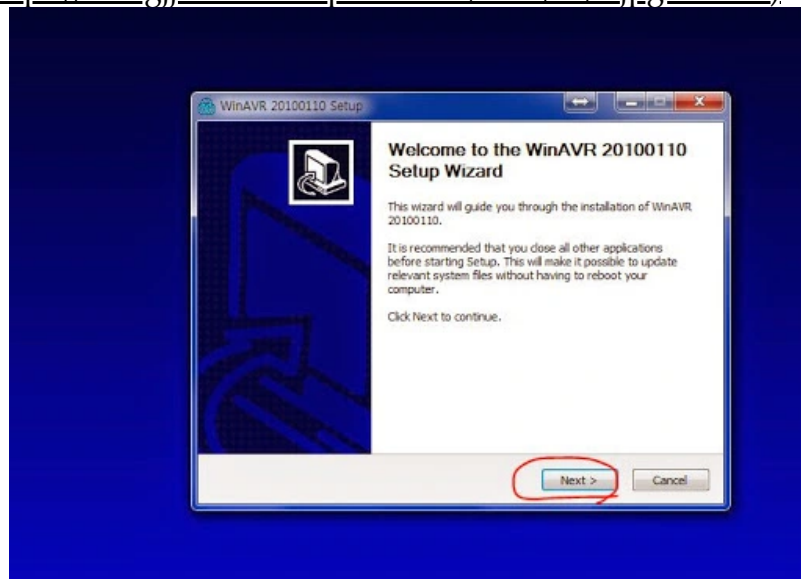 WinAVR 20100110 Setup
Welcome to the WinAVR 20100110
Setup Wizard
This wizard will guide you through the installation of WinAVR
20100110.
It is recommended that you close all other applications
before starting Setup. This will make it possible to update
relevant system files without having to reboot your
computer.
Click Next to continue.
Next >
Cancel